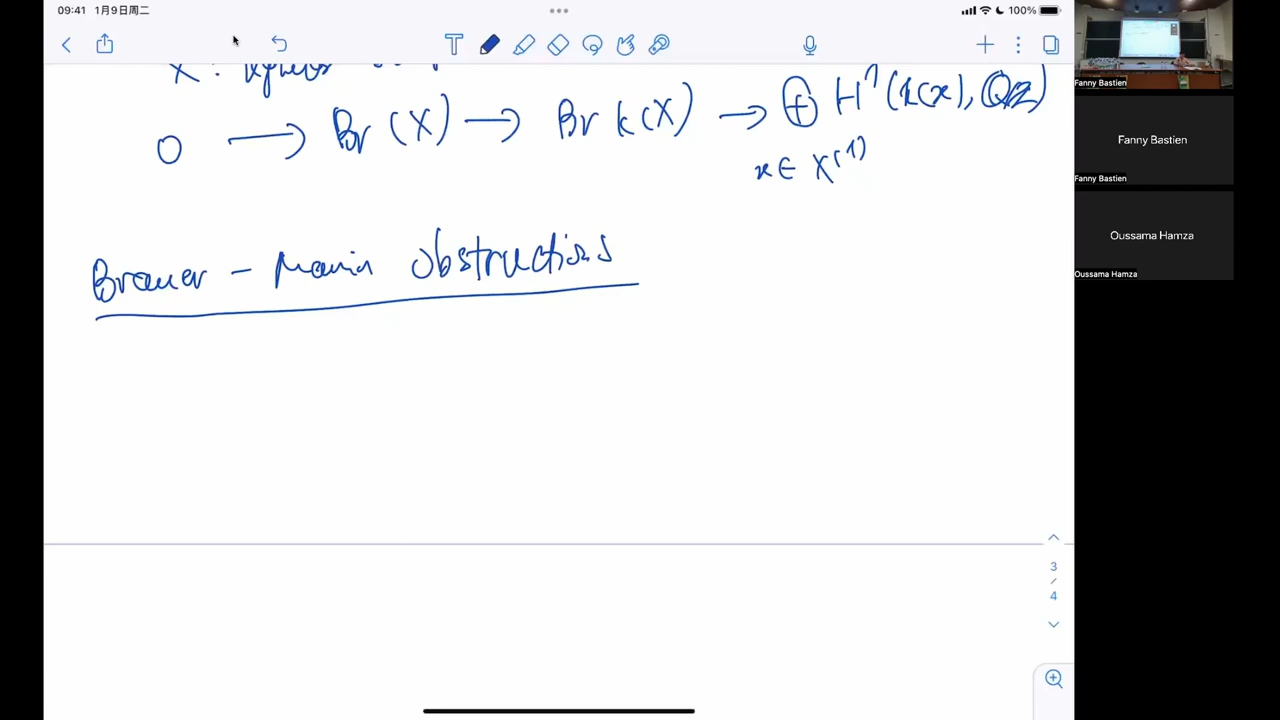 09:41 1月9日周二
100%
X :
0 → Br (X) → Br k(X) → ⊕ H¹ (k(x), Q/Z)
x ∈ X⁽¹⁾
Brauer - Manin obstructions
3
/
4
Fanny Bastien
Fanny Bastien
Fanny Bastien
Oussama Hamza
Oussama Hamza